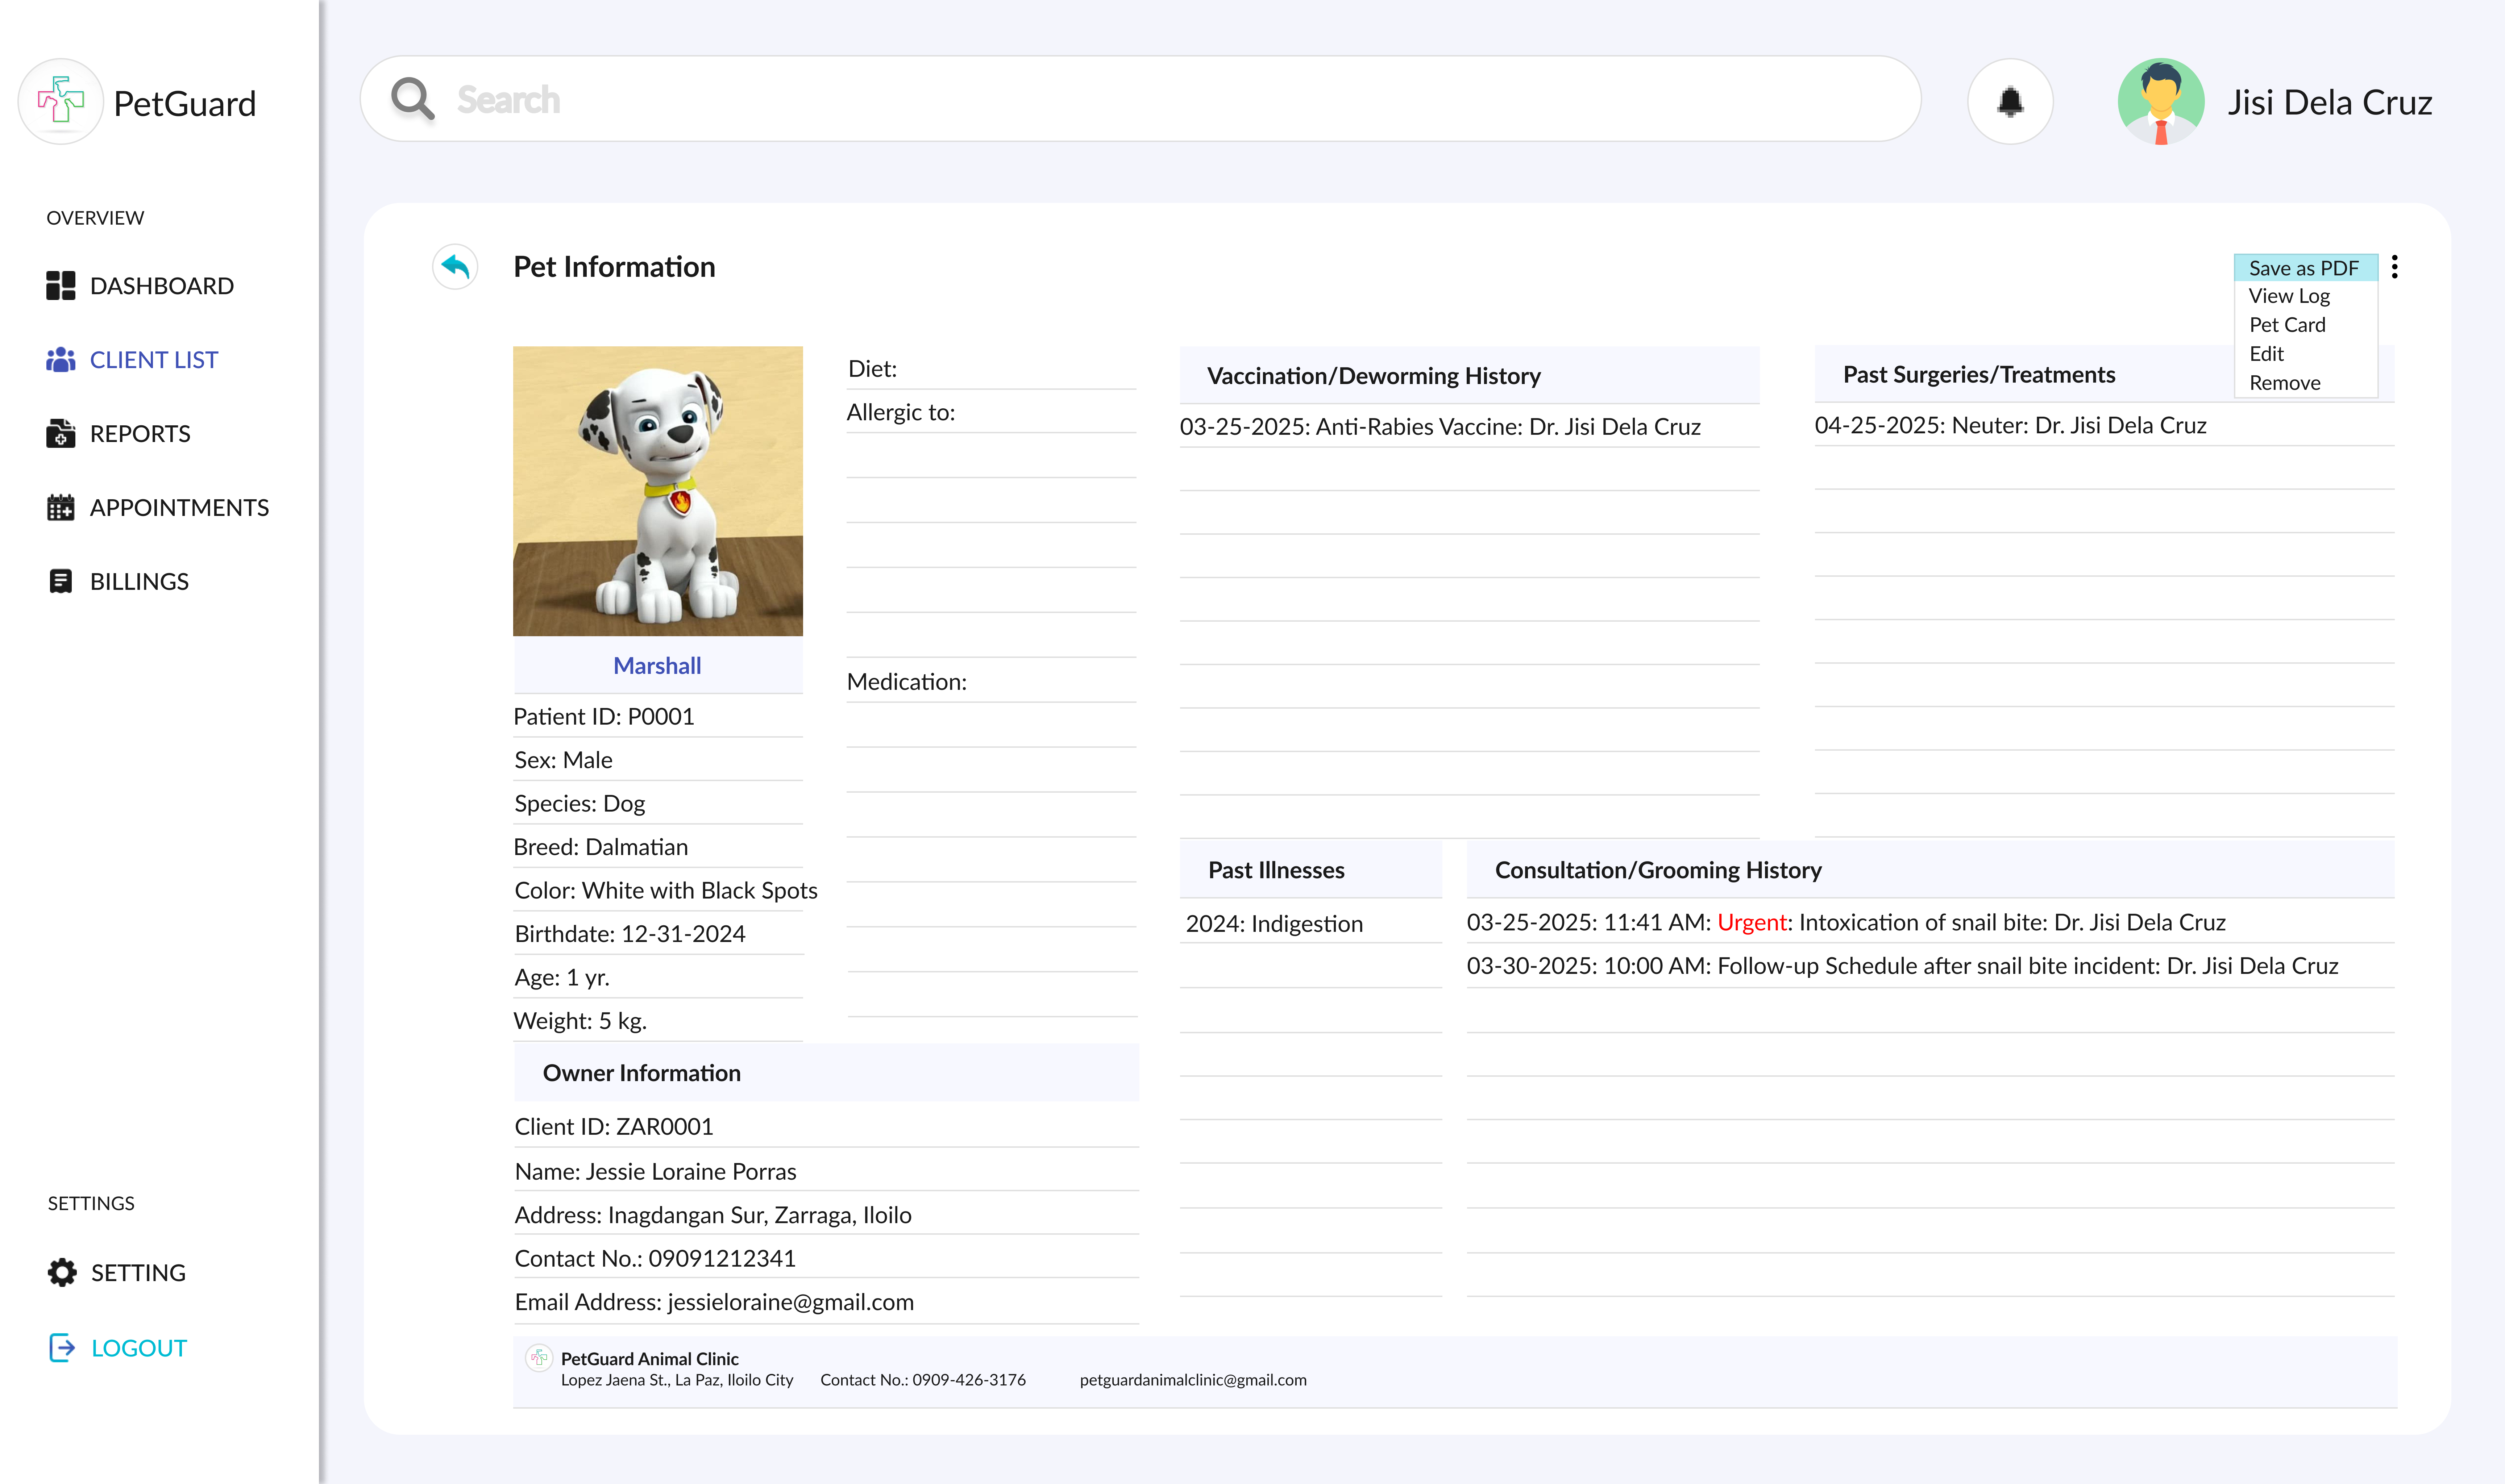 PetGuard
Search
Jisi Dela Cruz
OVERVIEW
DASHBOARD
CLIENT LIST
REPORTS
APPOINTMENTS
BILLINGS
SETTINGS
SETTING
LOGOUT
Pet Information
Save as PDF
View Log
Pet Card
Edit
Remove
Marshall
Patient ID: P0001
Sex: Male
Species: Dog
Breed: Dalmatian
Color: White with Black Spots
Birthdate: 12-31-2024
Age: 1 yr.
Weight: 5 kg.
Diet:
Allergic to:
Medication:
Owner Information
Client ID: ZAR0001
Name: Jessie Loraine Porras
Address: Inagdangan Sur, Zarraga, Iloilo
Contact No.: 09091212341
Email Address: jessieloraine@gmail.com
Vaccination/Deworming History
03-25-2025: Anti-Rabies Vaccine: Dr. Jisi Dela Cruz
Past Surgeries/Treatments
04-25-2025: Neuter: Dr. Jisi Dela Cruz
Past Illnesses
2024: Indigestion
Consultation/Grooming History
03-25-2025: 11:41 AM: Urgent: Intoxication of snail bite: Dr. Jisi Dela Cruz
03-30-2025: 10:00 AM: Follow-up Schedule after snail bite incident: Dr. Jisi Dela Cruz
PetGuard Animal Clinic
Lopez Jaena St., La Paz, Iloilo City Contact No.: 0909-426-3176 petguardanimalclinic@gmail.com